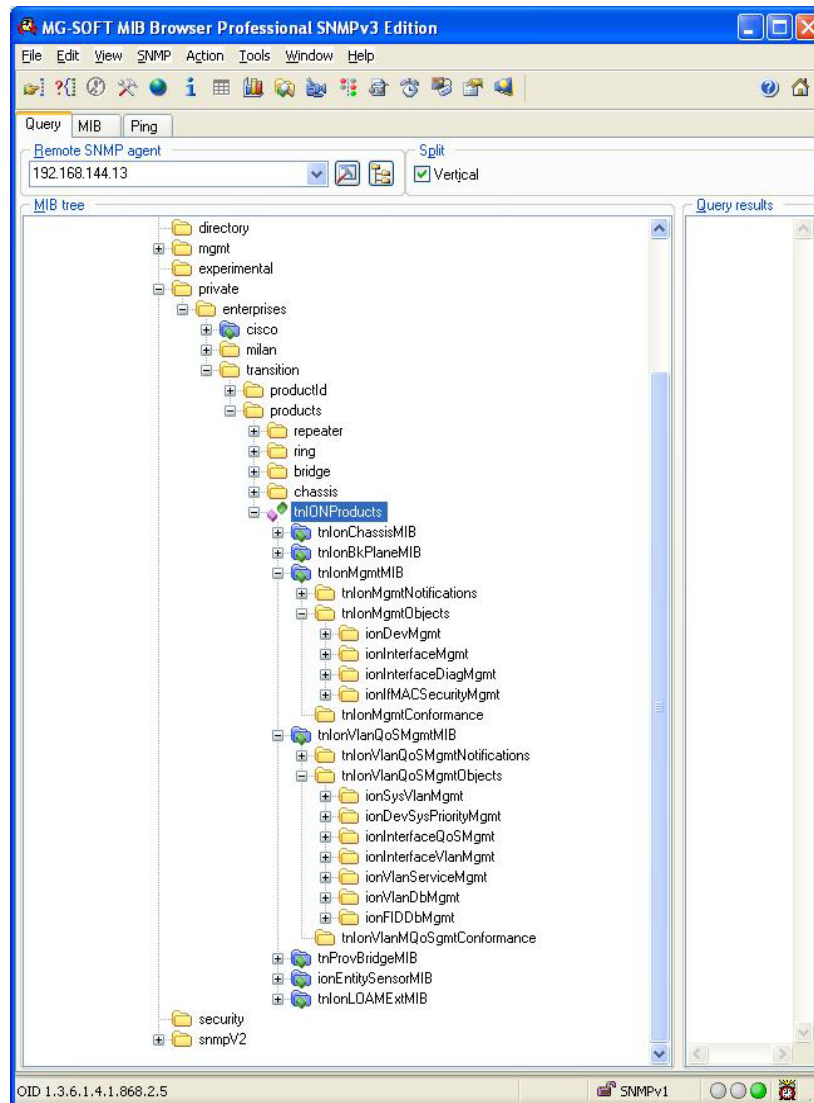 MG-SOFT MIB Browser Professional SNMPv3 Edition
File Edit View SNMP Action Tools Window Help
Query MIB Ping
Remote SNMP agent
Split
192.168.144.13
Vertical
MIB tree
Query results
directory
mgmt
experimental
private
enterprises
cisco
milan
transition
productId
products
repeater
ring
bridge
chassis
tnIONProducts
tnIonChassisMIB
tnIonBkPlaneMIB
tnIonMgmtMIB
tnIonMgmtNotifications
tnIonMgmtObjects
ionDevMgmt
ionInterfaceMgmt
ionInterfaceDiagMgmt
ionIfMACSecurityMgmt
tnIonMgmtConformance
tnIonVlanQoSMgmtMIB
tnIonVlanQoSMgmtNotifications
tnIonVlanQoSMgmtObjects
ionSysVlanMgmt
ionDevSysPriorityMgmt
ionInterfaceQoSMgmt
ionInterfaceVlanMgmt
ionVlanServiceMgmt
ionVlanDbMgmt
ionFIDDbMgmt
tnIonVlanMQoSgmtConformance
tnProvBridgeMIB
ionEntitySensorMIB
tnIonLOAMExtMIB
security
snmpV2
OID 1.3.6.1.4.1.868.2.5
SNMPv1